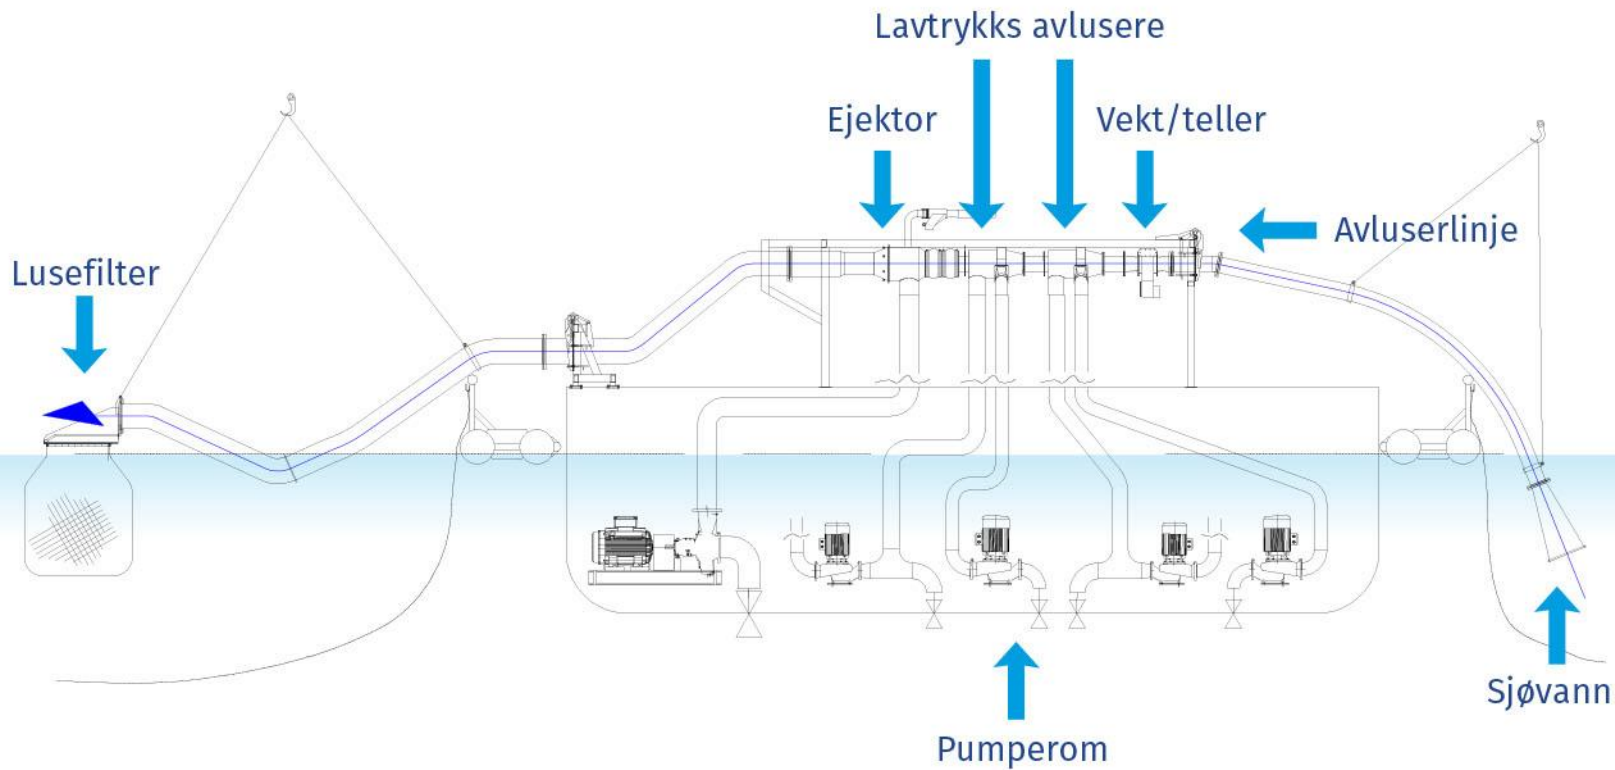 Lavtrykks avlusere
Ejektor
Vekt/teller
Avluserlinje
Lusefilter
Sjøvann
Pumperom